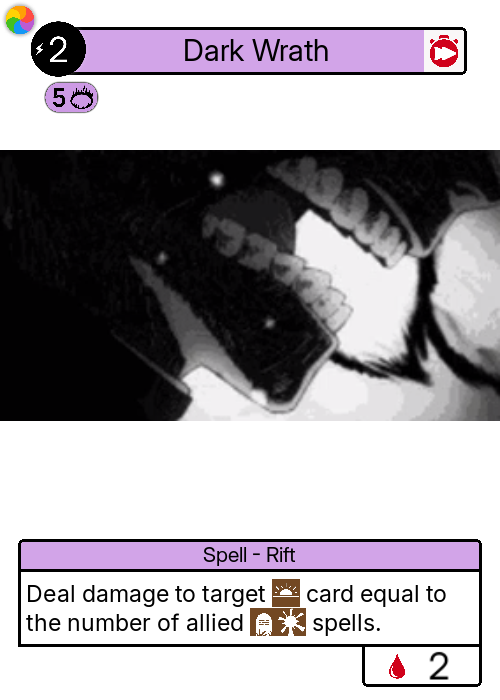 2
Dark Wrath
5
Spell - Rift
Deal damage to target card equal to
the number of allied spells.
2